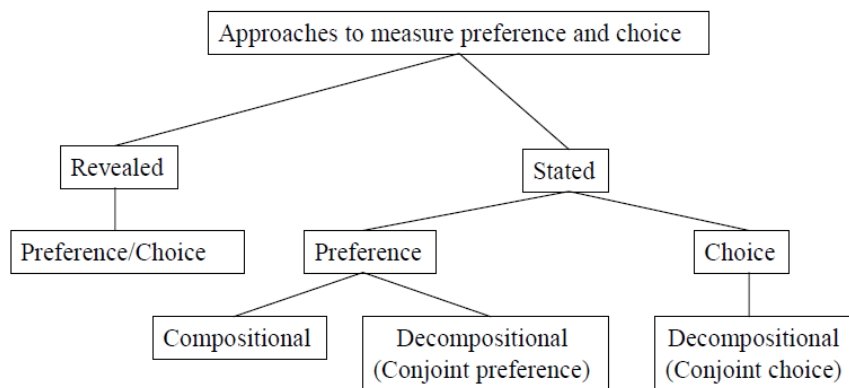 Approaches to measure preference and choice
Revealed
Stated
Preference/Choice
Preference
Choice
Compositional
Decompositional
(Conjoint preference)
Decompositional
(Conjoint choice)